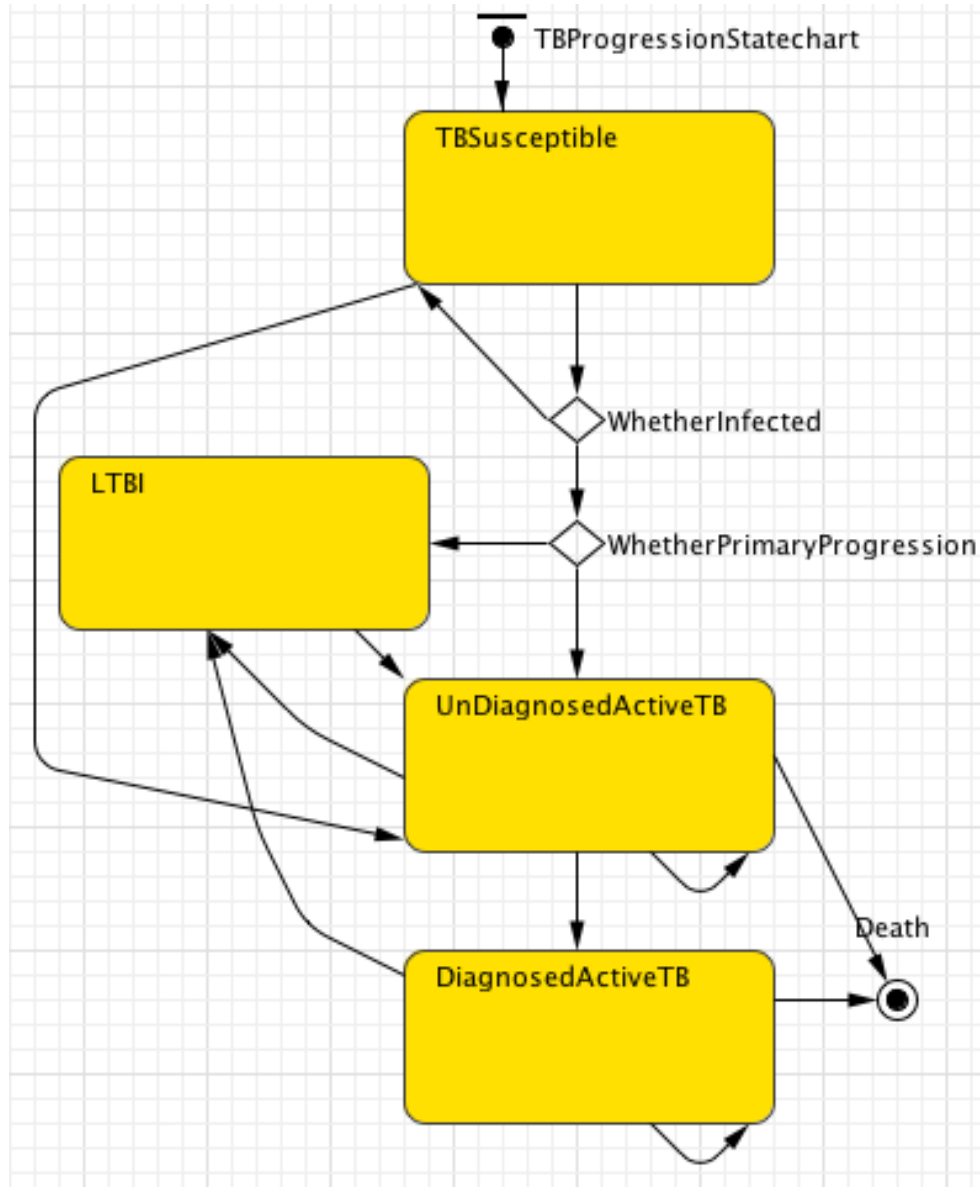 TBProgressionStatechart
TBSusceptible
WhetherInfected
LTBI
WhetherPrimaryProgression
UnDiagnosedActiveTB
Death
DiagnosedActiveTB